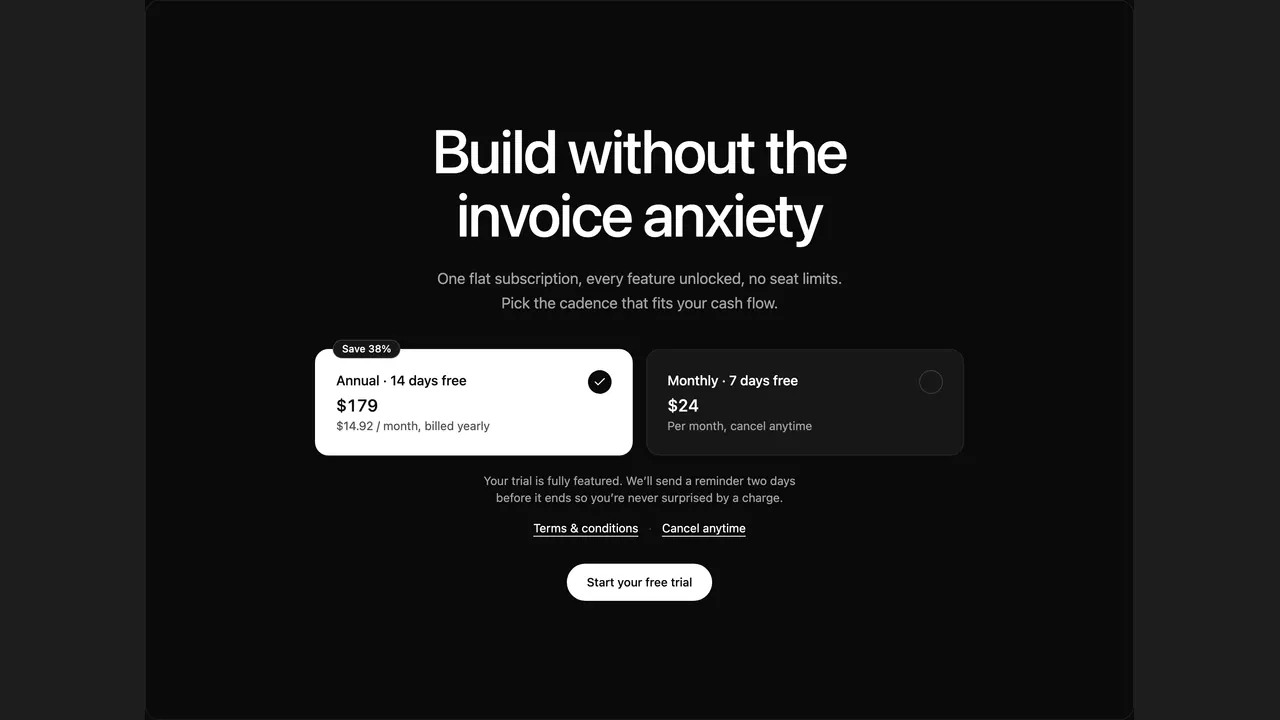 Build without the
invoice anxiety
One flat subscription, every feature unlocked, no seat limits.
Pick the cadence that fits your cash flow.
Save 38%
Annual · 14 days free
$179
$14.92 / month, billed yearly
Monthly · 7 days free
$24
Per month, cancel anytime
Your trial is fully featured. We’ll send a reminder two days
before it ends so you’re never surprised by a charge.
Terms & conditions · Cancel anytime
Start your free trial